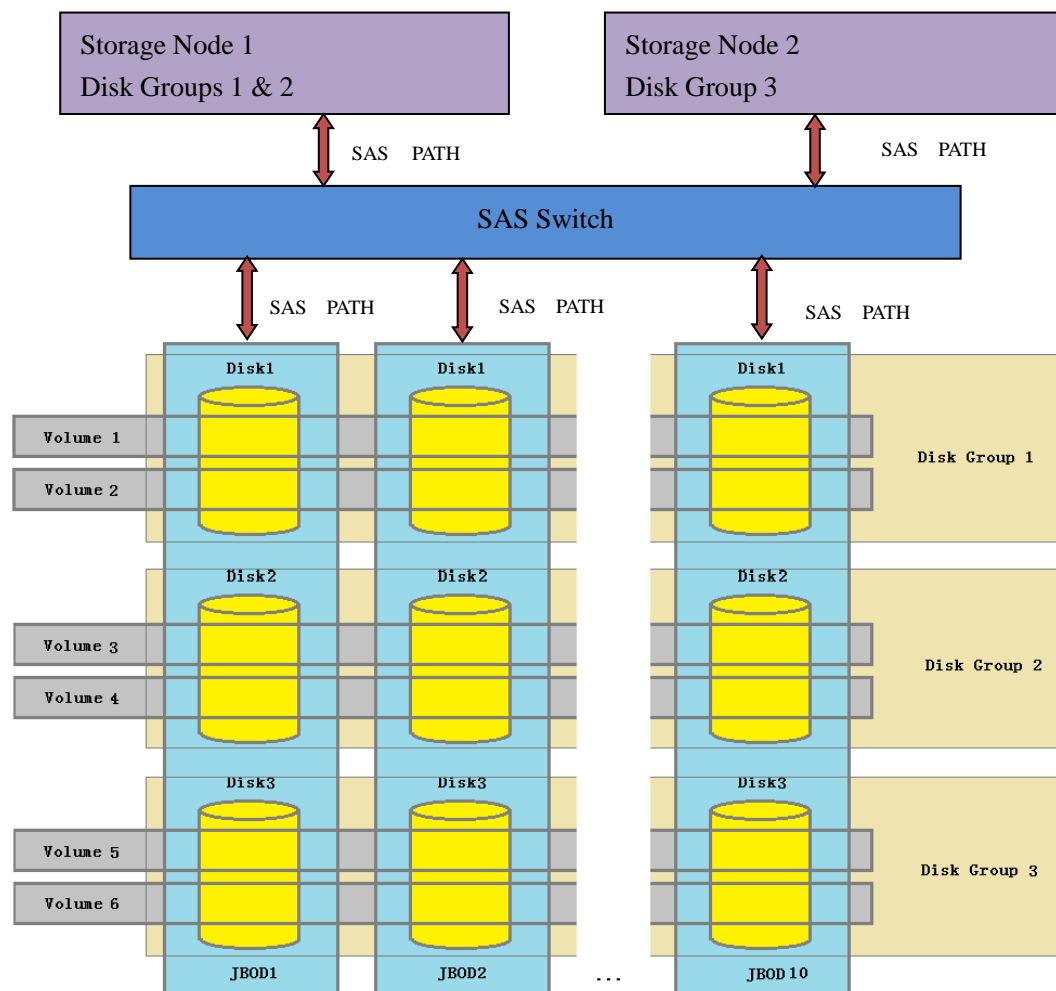 Storage Node 1
Disk Groups 1 & 2
Storage Node 2
Disk Group 3
SAS PATH
SAS PATH
SAS Switch
SAS PATH
SAS PATH
SAS PATH
Disk1
Disk1
Disk1
Volume 1
Volume 2
Disk Group 1
Disk2
Disk2
Disk2
Volume 3
Volume 4
Disk Group 2
Disk3
Disk3
Disk3
Volume 5
Volume 6
Disk Group 3
JBOD1
JBOD2
...
JBOD 10